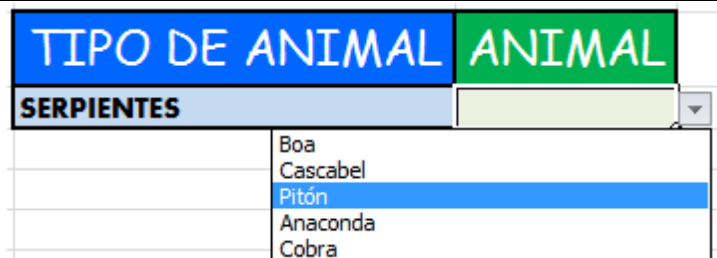 TIPO DE ANIMAL ANIMAL
SERPIENTES
Boa
Cascabel
Pitón
Anaconda
Cobra